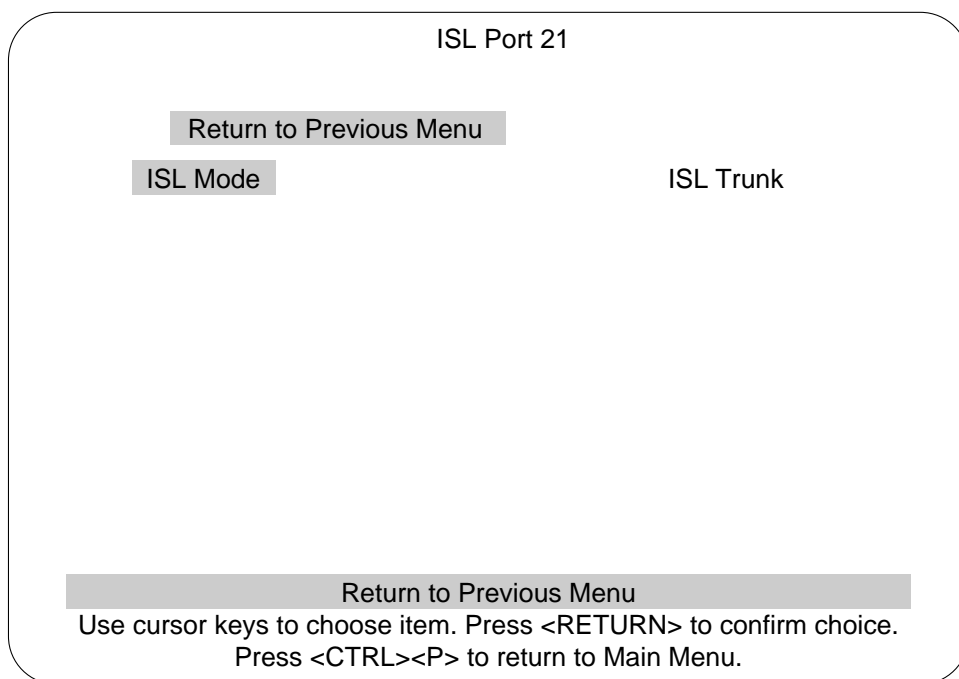 ISL Port 21
Return to Previous Menu
ISL Mode ISL Trunk
Return to Previous Menu
Use cursor keys to choose item. Press <RETURN> to confirm choice.
Press <CTRL><P> to return to Main Menu.